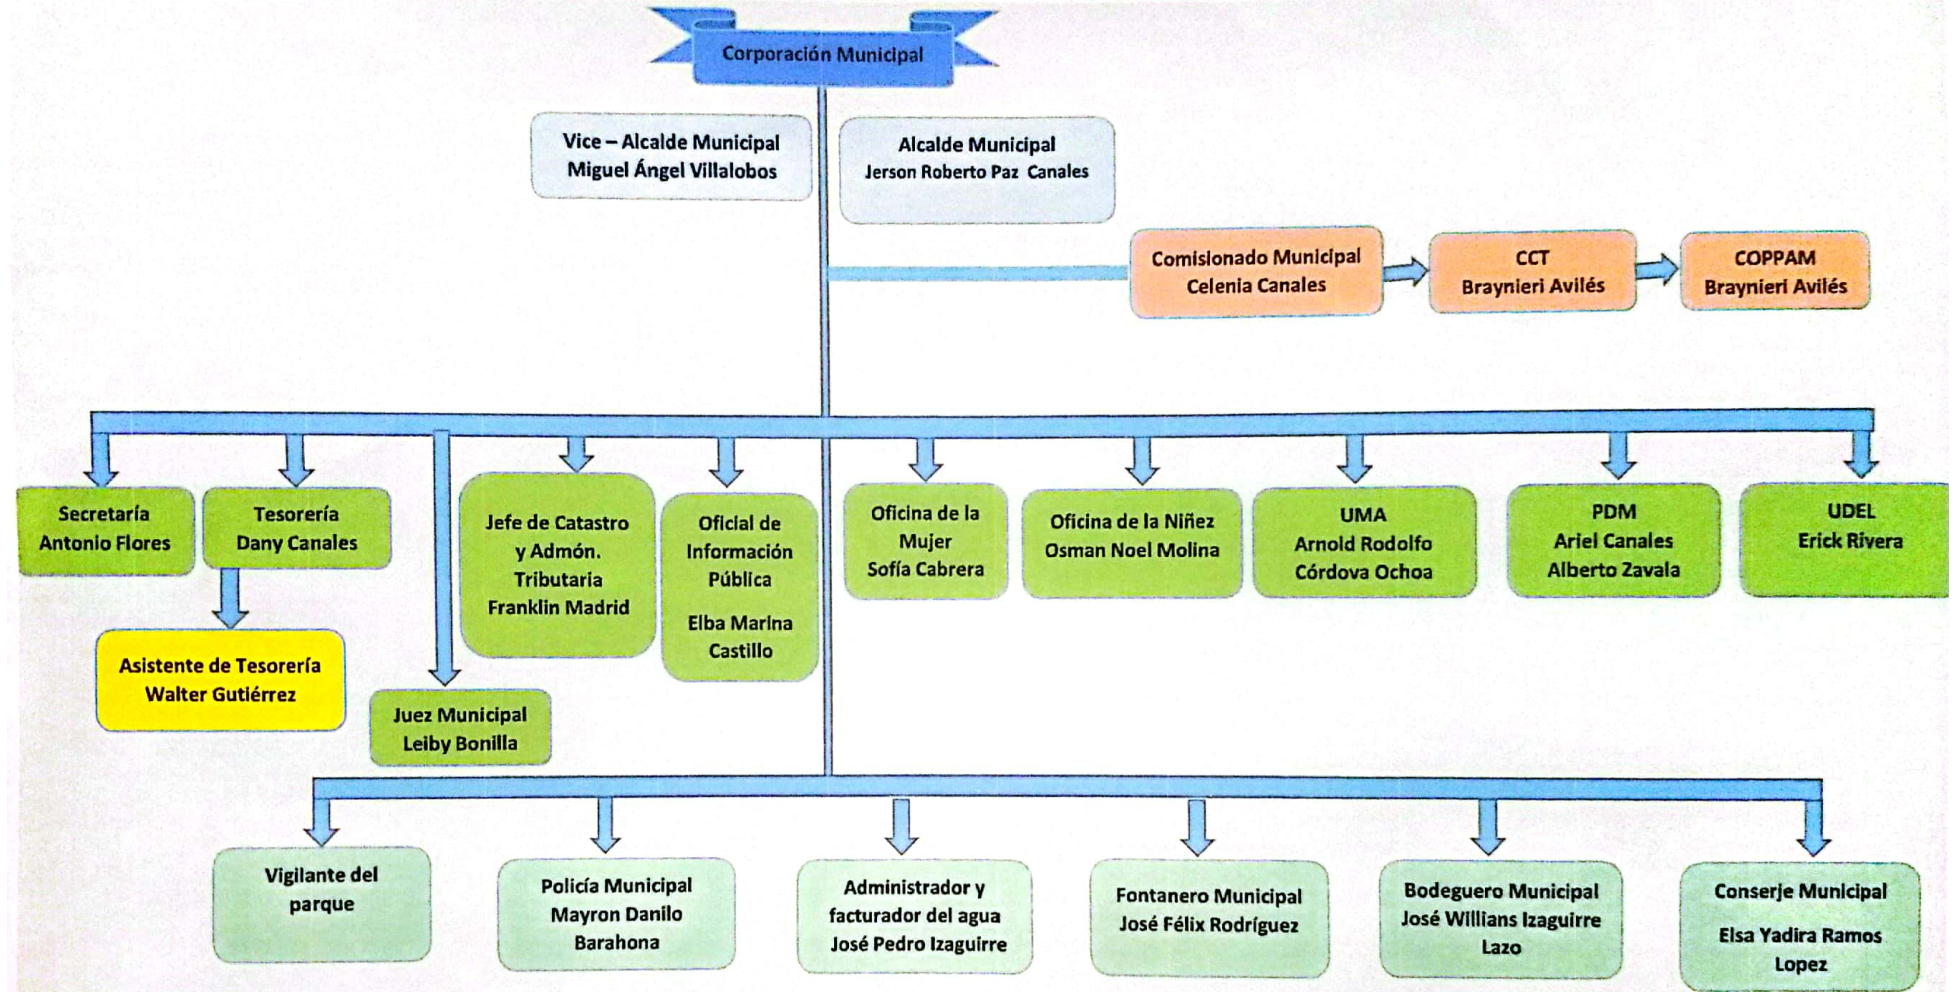 Corporación Municipal
Vice – Alcalde Municipal
Miguel Ángel Villalobos
Alcalde Municipal
Jerson Roberto Paz Canales
Comisionado Municipal
Celenia Canales
CCT
Braynieri Avilés
COPPAM
Braynieri Avilés
Secretaría
Antonio Flores
Tesorería
Dany Canales
Jefe de Catastro
y Admón.
Tributaria
Franklin Madrid
Oficial de
Información
Pública
Elba Marina
Castillo
Oficina de la
Mujer
Sofía Cabrera
Oficina de la Niñez
Osman Noel Molina
UMA
Arnold Rodolfo
Córdova Ochoa
PDM
Ariel Canales
Alberto Zavala
UDEL
Erick Rivera
Asistente de Tesorería
Walter Gutiérrez
Juez Municipal
Leiby Bonilla
Vigilante del
parque
Policía Municipal
Mayron Danilo
Barahona
Administrador y
facturador del agua
José Pedro Izaguirre
Fontanero Municipal
José Félix Rodríguez
Bodeguero Municipal
José Willians Izaguirre
Lazo
Conserje Municipal
Elsa Yadira Ramos
Lopez